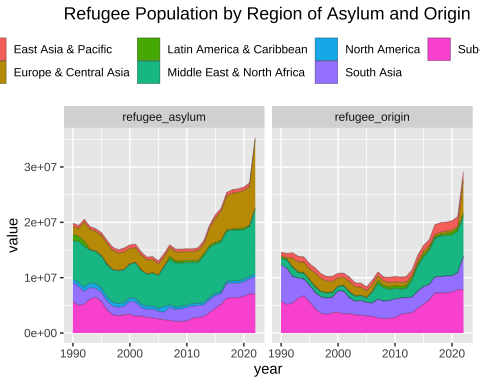 Refugee Population by Region of Asylum and Origin
East Asia & Pacific Latin America & Caribbean North America Sub
Europe & Central Asia Middle East & North Africa South Asia
refugee_asylum refugee_origin
3e+07
2e+07
1e+07
0e+00
value
1990 2000 2010 2020 1990 2000 2010 2020
year